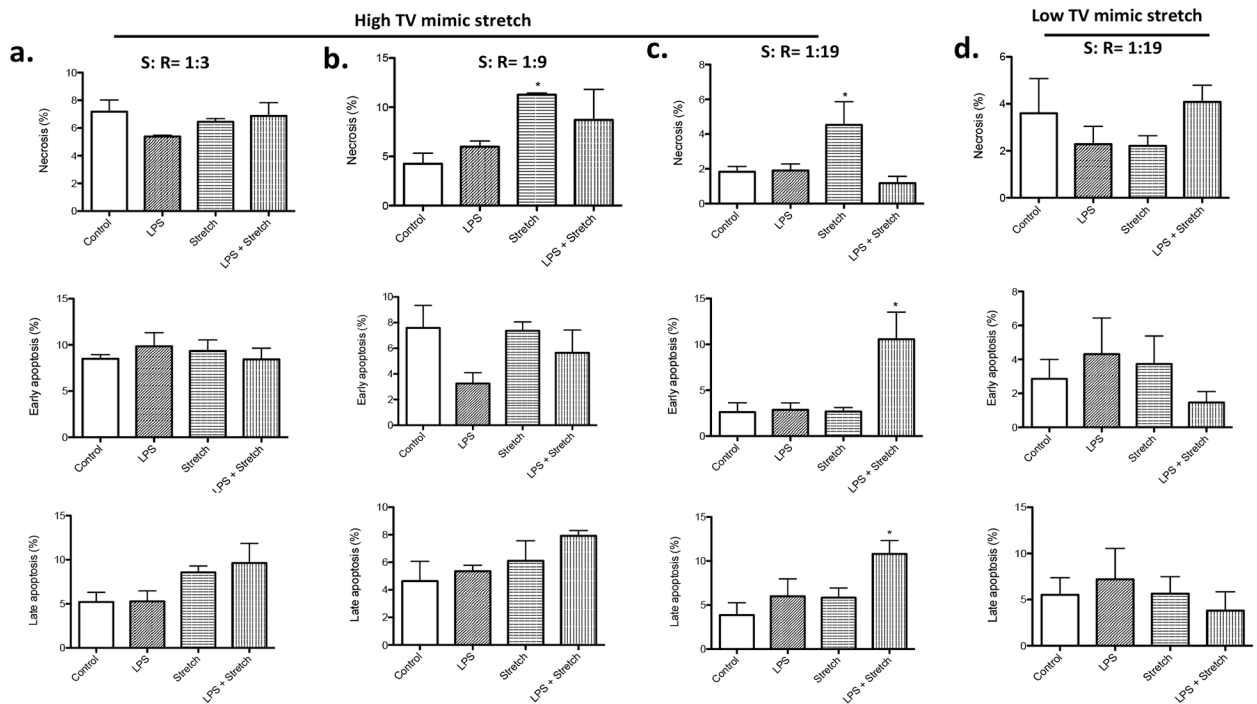 High TV mimic stretch
Low TV mimic stretch
a.
S: R= 1:3
b.
S: R= 1:9
c.
S: R= 1:19
d.
S: R= 1:19
Necrosis (%)
10
8
6
4
2
0
Control
LPS
Stretch
LPS + Stretch
Necrosis (%)
15
10
5
0
*
Control
LPS
Stretch
LPS + Stretch
Necrosis (%)
8
6
4
2
0
*
Control
LPS
Stretch
LPS + Stretch
Necrosis (%)
6
4
2
0
Control
LPS
Stretch
LPS + Stretch
Early apoptosis (%)
15
10
5
0
Control
LPS
Stretch
LPS + Stretch
Early apoptosis (%)
10
8
6
4
2
0
Control
LPS
Stretch
LPS + Stretch
Early apoptosis (%)
15
10
5
0
*
Control
LPS
Stretch
LPS + Stretch
Early apoptosis (%)
8
6
4
2
0
Control
LPS
Stretch
LPS + Stretch
Late apoptosis (%)
15
10
5
0
Control
LPS
Stretch
LPS + Stretch
Late apoptosis (%)
10
8
6
4
2
0
Control
LPS
Stretch
LPS + Stretch
Late apoptosis (%)
15
10
5
0
*
Control
LPS
Stretch
LPS + Stretch
Late apoptosis (%)
15
10
5
0
Control
LPS
Stretch
LPS + Stretch